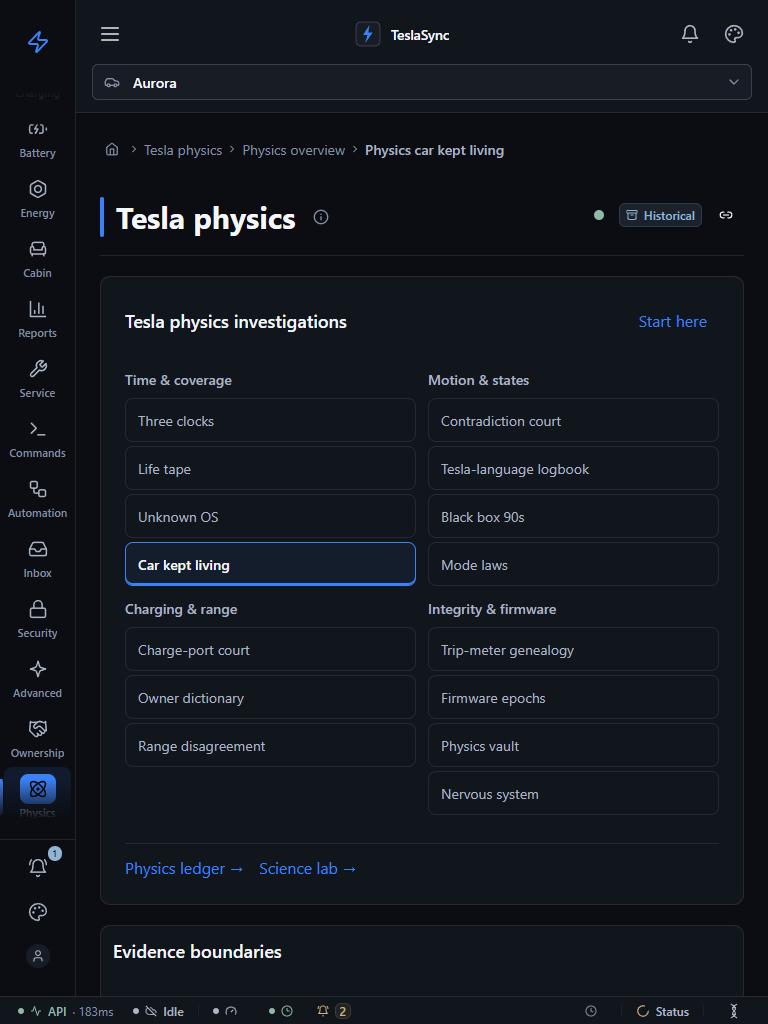 TeslaSync
Aurora
Charging
Battery
Energy
Cabin
Reports
Service
Commands
Automation
Inbox
Security
Advanced
Ownership
Physics
1
Tesla physics > Physics overview > Physics car kept living
Tesla physics
Historical
Tesla physics investigations
Start here
Time & coverage
Three clocks
Life tape
Unknown OS
Car kept living
Motion & states
Contradiction court
Tesla-language logbook
Black box 90s
Mode laws
Charging & range
Charge-port court
Owner dictionary
Range disagreement
Integrity & firmware
Trip-meter genealogy
Firmware epochs
Physics vault
Nervous system
Physics ledger → Science lab →
Evidence boundaries
API · 183ms Idle 2 Status